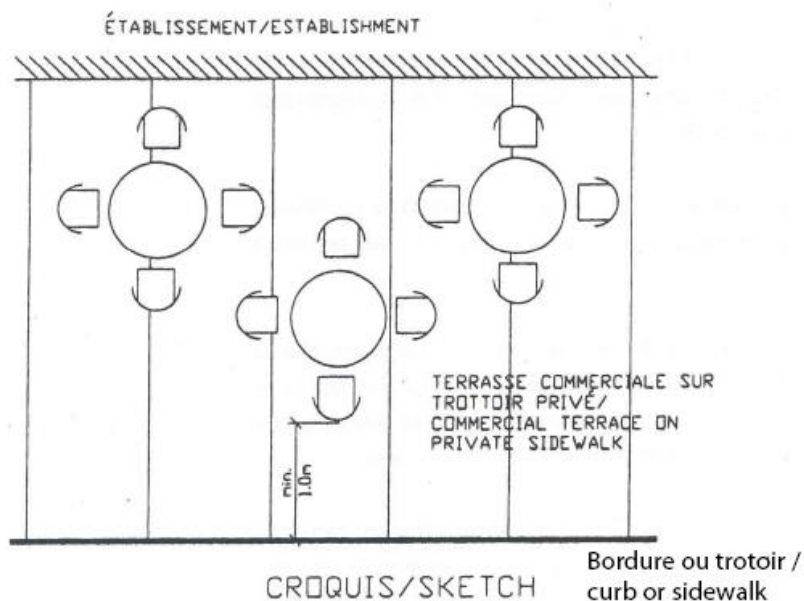 ÉTABLISSEMENT/ESTABLISHMENT
TERRASSE COMMERCIALE SUR
TROTTOIR PRIVÉ/
COMMERCIAL TERRACE ON
PRIVATE SIDEWALK
min.
1.0m
CROQUIS/SKETCH
Bordure ou trotoir /
curb or sidewalk